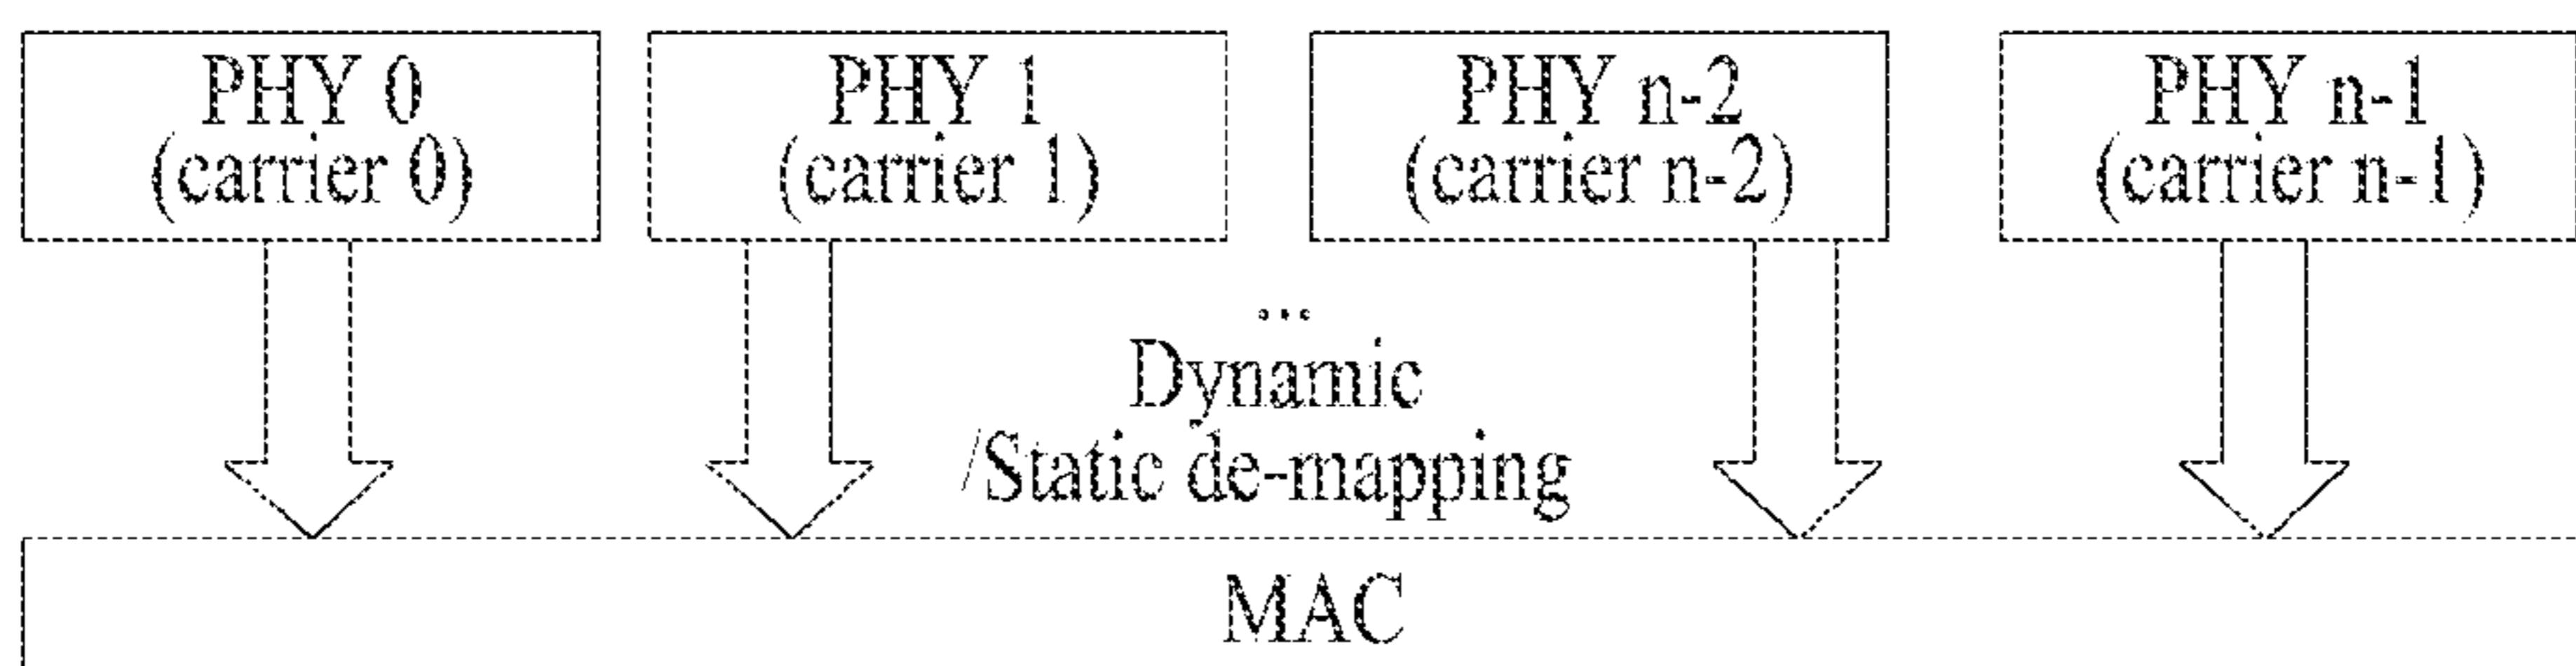 PHY 0
(carrier 0)
PHY 1
(carrier 1)
PHY n-2
(carrier n-2)
PHY n-1
(carrier n-1)
...
Dynamic
/Static de-mapping
MAC